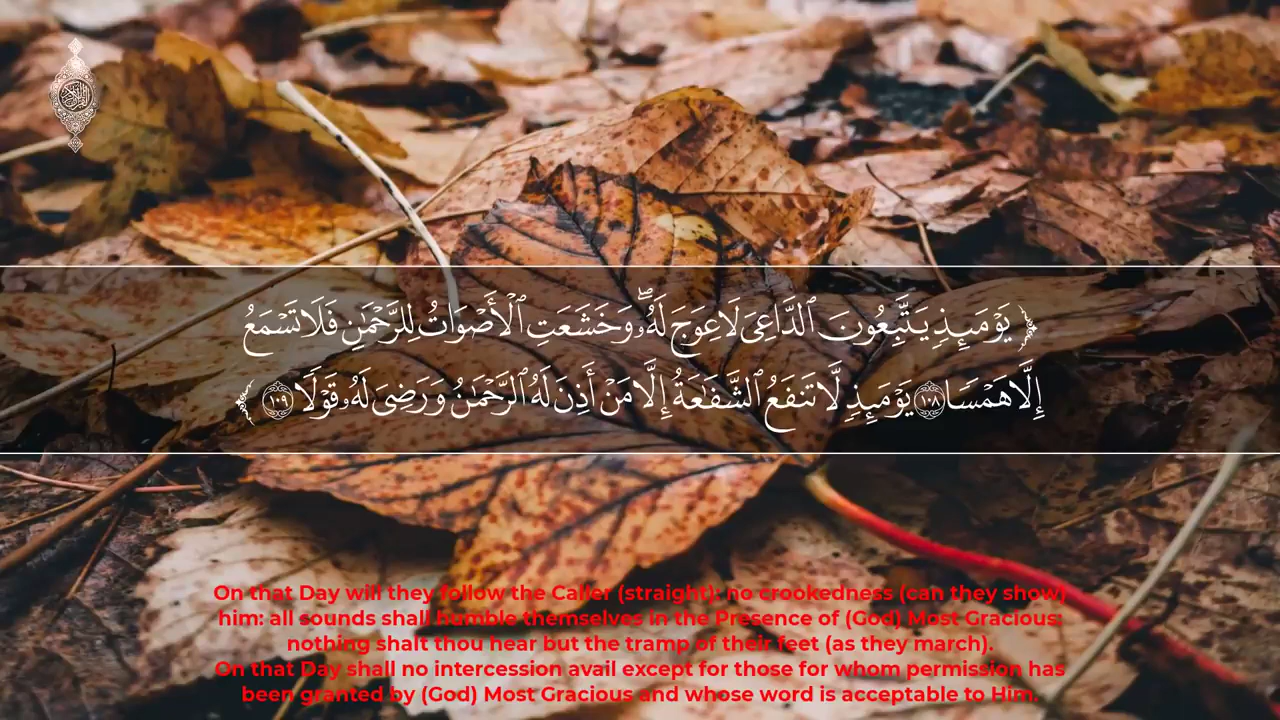 ﴿ يَوْمَئِذٍ يَتَّبِعُونَ ٱلدَّاعِىَ لَا عِوَجَ لَهُۥ ۖ وَخَشَعَتِ ٱلْأَصْوَاتُ لِلرَّحْمَٰنِ فَلَا تَسْمَعُ
إِلَّا هَمْسًا ١٠٨ يَوْمَئِذٍ لَّا تَنفَعُ ٱلشَّفَٰعَةُ إِلَّا مَنْ أَذِنَ لَهُ ٱلرَّحْمَٰنُ وَرَضِىَ لَهُۥ قَوْلًا ١٠٩ ﴾
On that Day will they follow the Caller (straight): no crookedness (can they show)
him: all sounds shall humble themselves in the Presence of (God) Most Gracious:
nothing shalt thou hear but the tramp of their feet (as they march).
On that Day shall no intercession avail except for those for whom permission has
been granted by (God) Most Gracious and whose word is acceptable to Him.